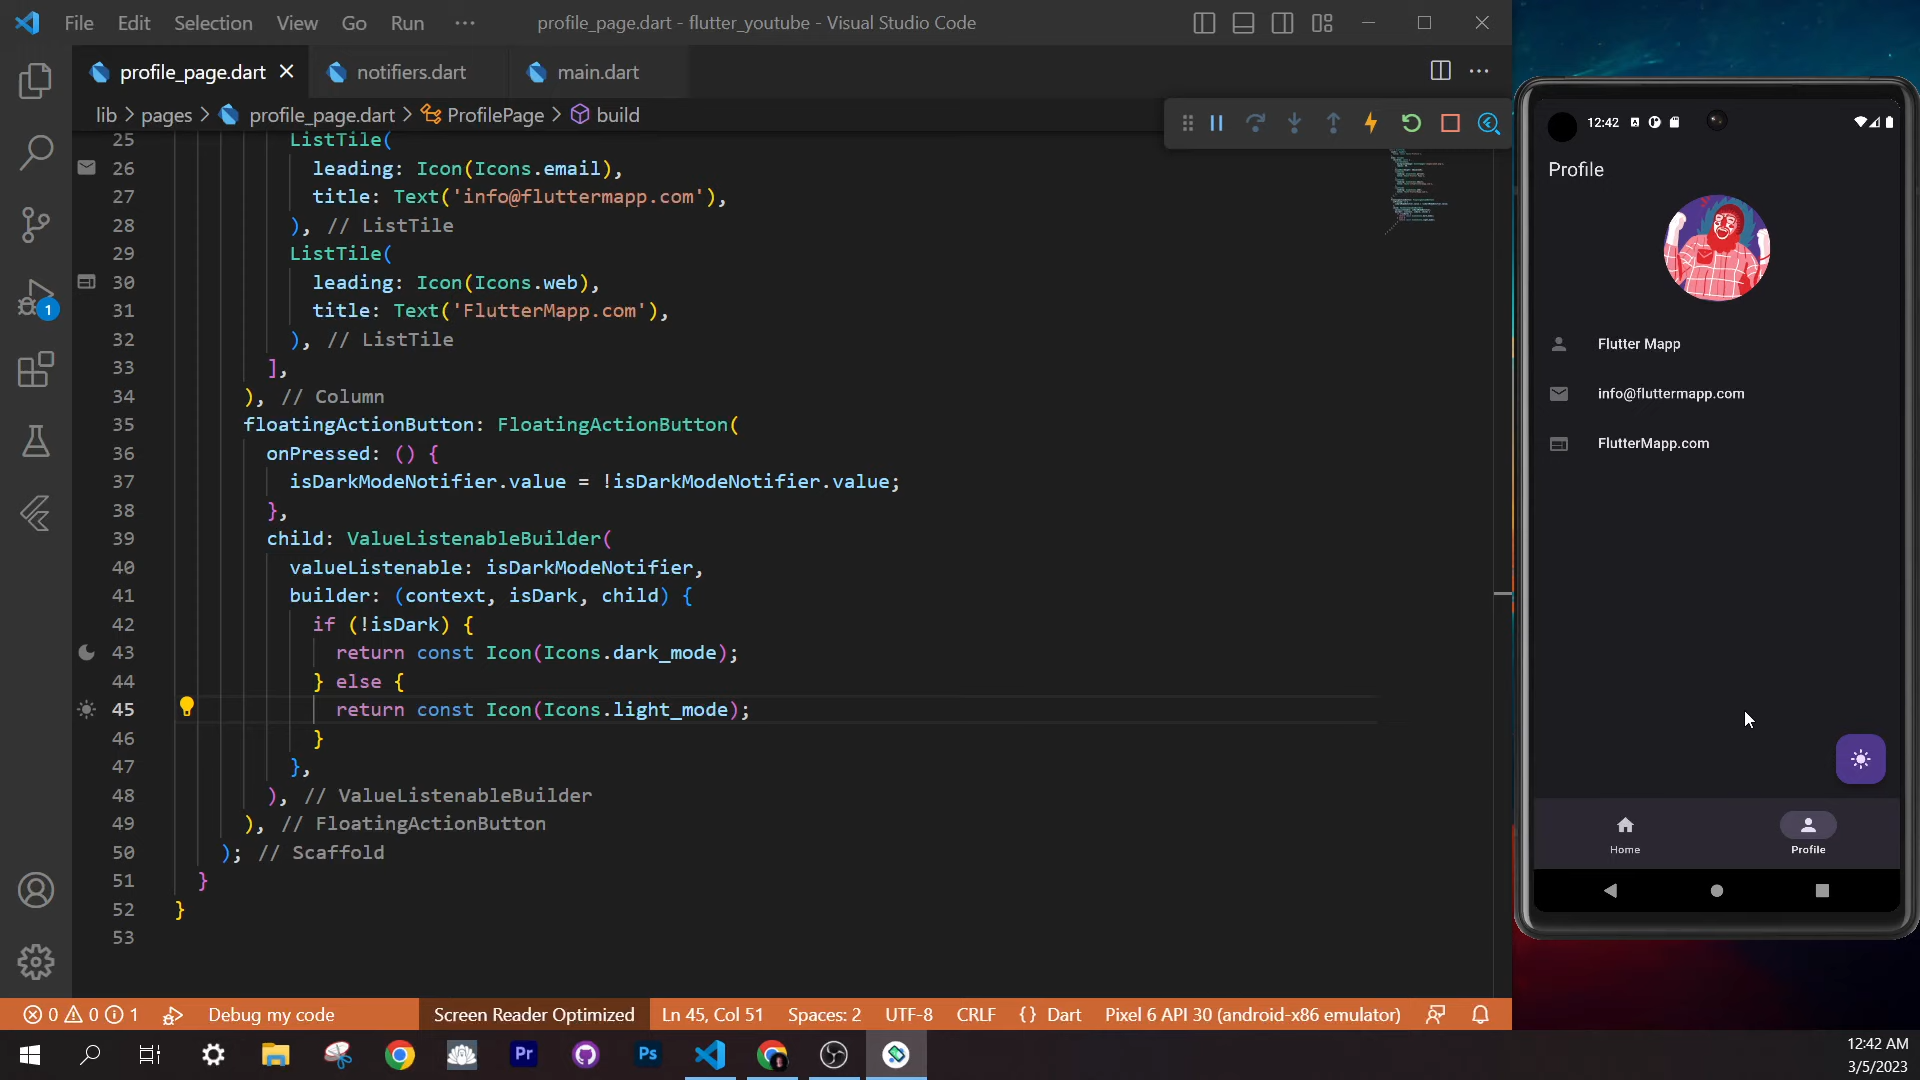 File Edit Selection View Go Run ··· profile_page.dart - flutter_youtube - Visual Studio Code
profile_page.dart notifiers.dart main.dart
lib > pages > profile_page.dart > ProfilePage > build
25 ListTile(
26 leading: Icon(Icons.email),
27 title: Text('info@fluttermapp.com'),
28 ), // ListTile
29 ListTile(
30 leading: Icon(Icons.web),
31 title: Text('FlutterMapp.com'),
32 ), // ListTile
33 ],
34 ), // Column
35 floatingActionButton: FloatingActionButton(
36 onPressed: () {
37 isDarkModeNotifier.value = !isDarkModeNotifier.value;
38 },
39 child: ValueListenableBuilder(
40 valueListenable: isDarkModeNotifier,
41 builder: (context, isDark, child) {
42 if (!isDark) {
43 return const Icon(Icons.dark_mode);
44 } else {
45 return const Icon(Icons.light_mode);
46 }
47 },
48 ), // ValueListenableBuilder
49 ), // FloatingActionButton
50 ); // Scaffold
51 }
52 }
53
1
12:42
Profile
Flutter Mapp
info@fluttermapp.com
FlutterMapp.com
Home Profile
0 0 1 Debug my code Screen Reader Optimized Ln 45, Col 51 Spaces: 2 UTF-8 CRLF {} Dart Pixel 6 API 30 (android-x86 emulator)
Pr Ps
12:42 AM
3/5/2023